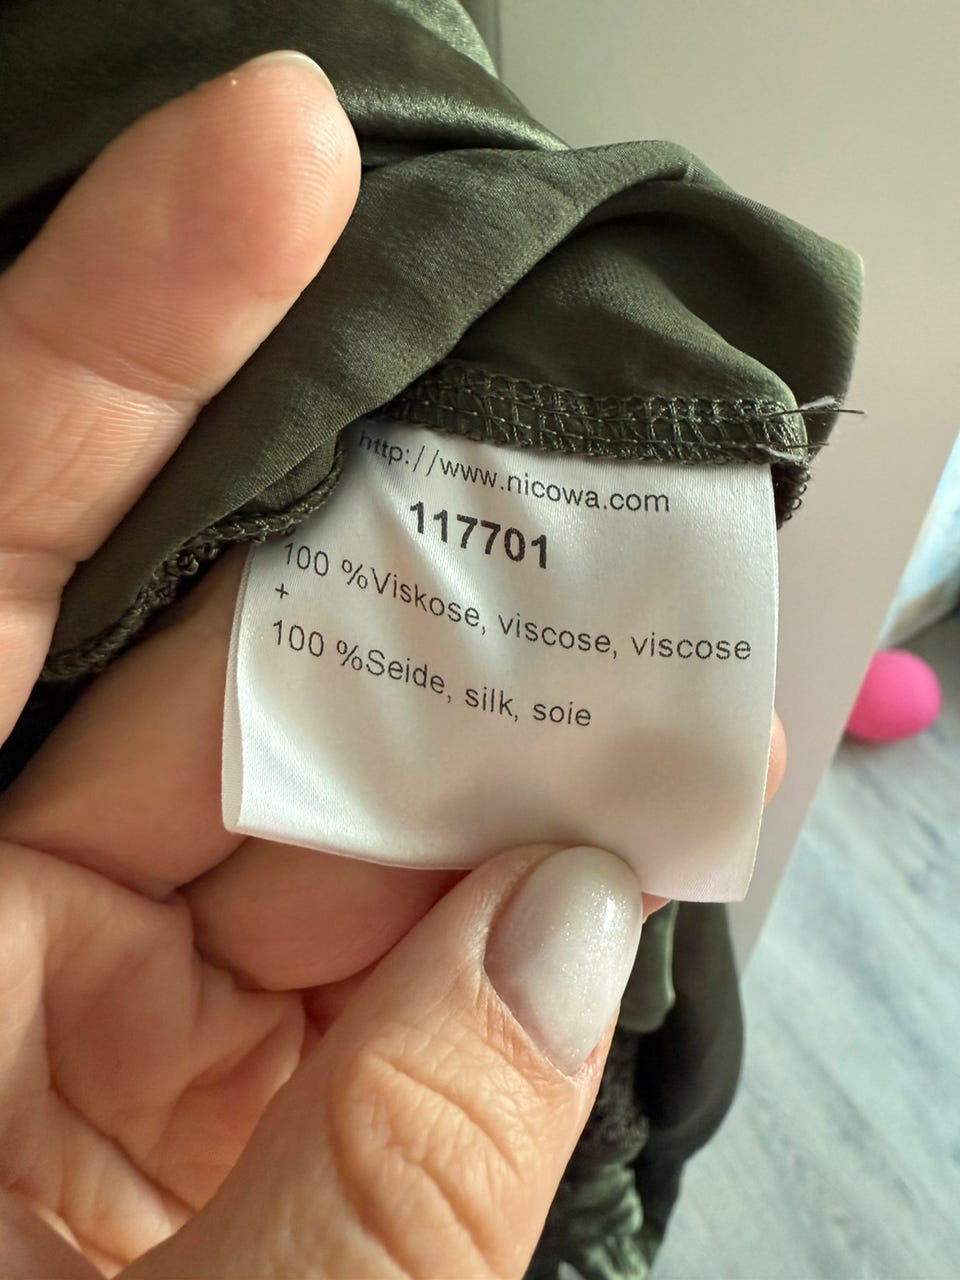 http://www.nicowa.com
117701
100 %Viskose, viscose, viscose
+
100 %Seide, silk, soie